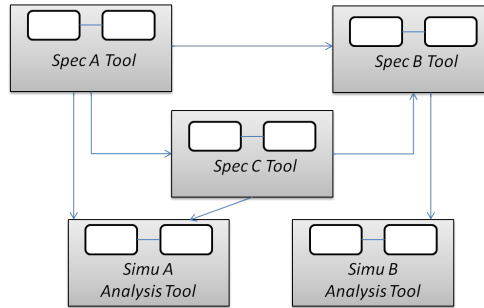 Spec A Tool
Spec B Tool
Spec C Tool
Simu A
Analysis Tool
Simu B
Analysis Tool